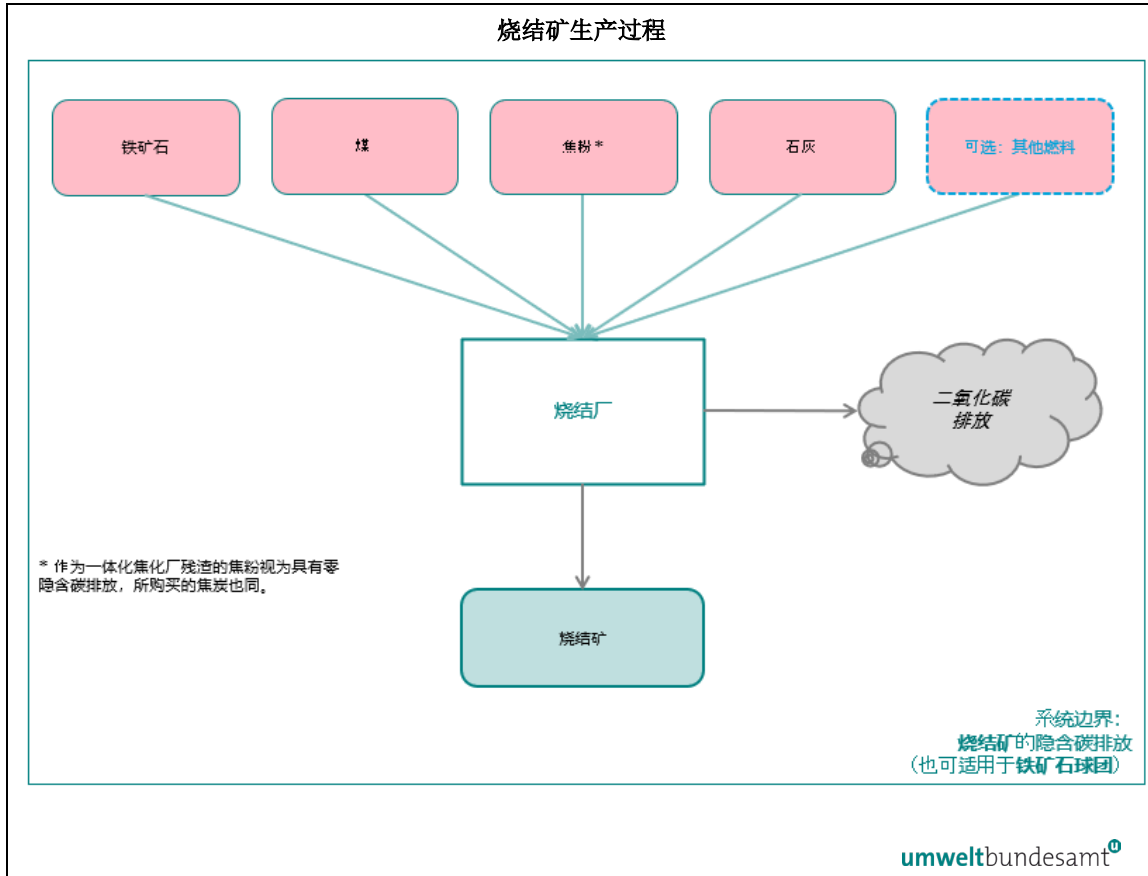 烧结矿生产过程
铁矿石
煤
焦粉*
石灰
可选：其他燃料
烧结厂
二氧化碳
排放
* 作为一体化焦化厂残渣的焦粉视为具有零
隐含碳排放，所购买的焦炭也同。
烧结矿
系统边界：
烧结矿的隐含碳排放
（也可适用于铁矿石球团）
umweltbundesamt
u